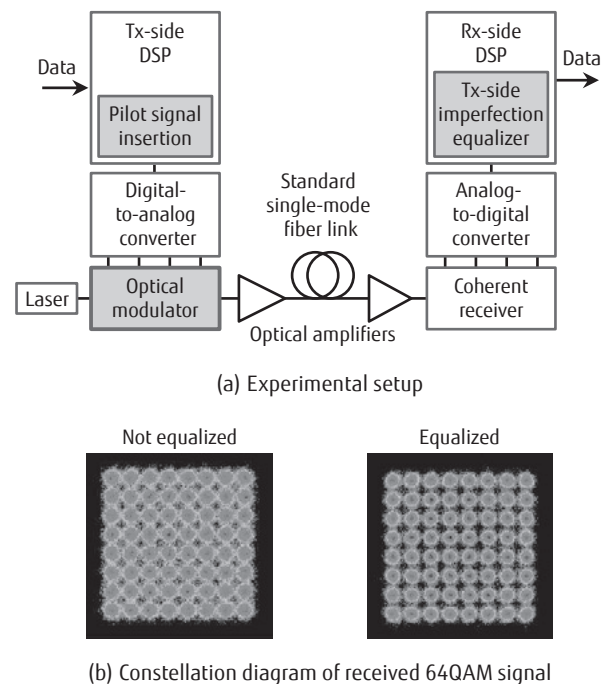 Tx-side
DSP
Data
Pilot signal
insertion
Digital-
to-analog
converter
Laser
Optical
modulator
Standard
single-mode
fiber link
Optical amplifiers
Rx-side
DSP
Data
Tx-side
imperfection
equalizer
Analog-
to-digital
converter
Coherent
receiver
(a) Experimental setup
Not equalized
Equalized
(b) Constellation diagram of received 64QAM signal